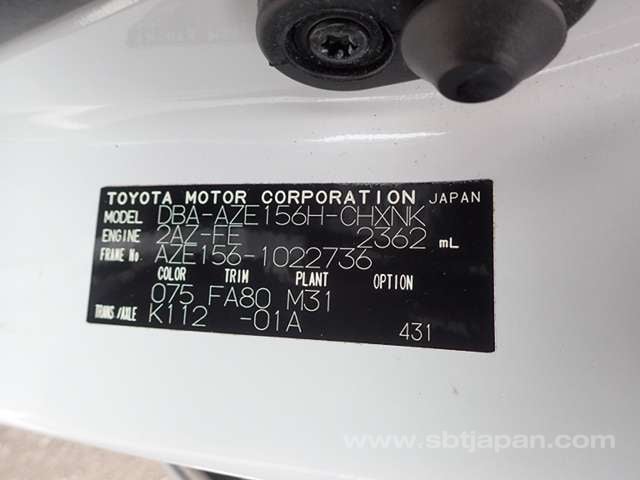 TOYOTA MOTOR CORPORATION JAPAN
MODEL DBA-AZE156H-CHXNK
ENGINE 2AZ-FE 2362 mL
FRAME No. AZE156-1022736
COLOR TRIM PLANT OPTION
075 FA80 M31
TRANS/AXLE K112 -01A 431
www.sbtjapan.com